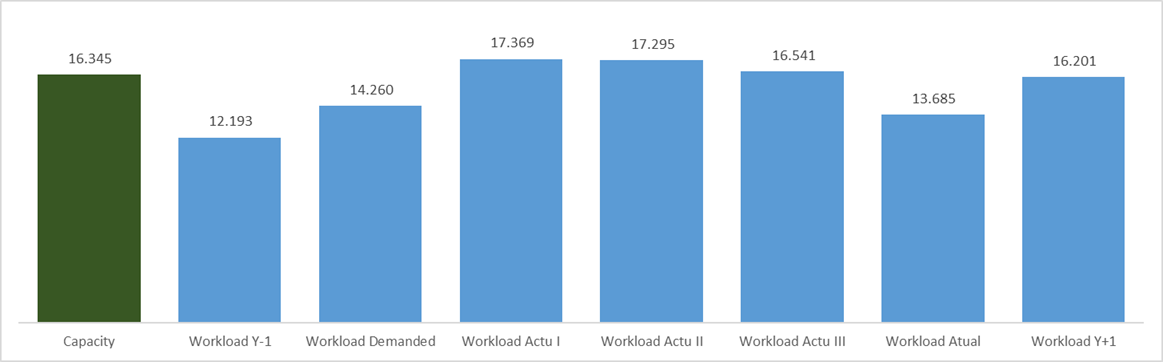 16.345
12.193
14.260
17.369
17.295
16.541
13.685
16.201
Capacity
Workload Y-1
Workload Demanded
Workload Actu I
Workload Actu II
Workload Actu III
Workload Atual
Workload Y+1